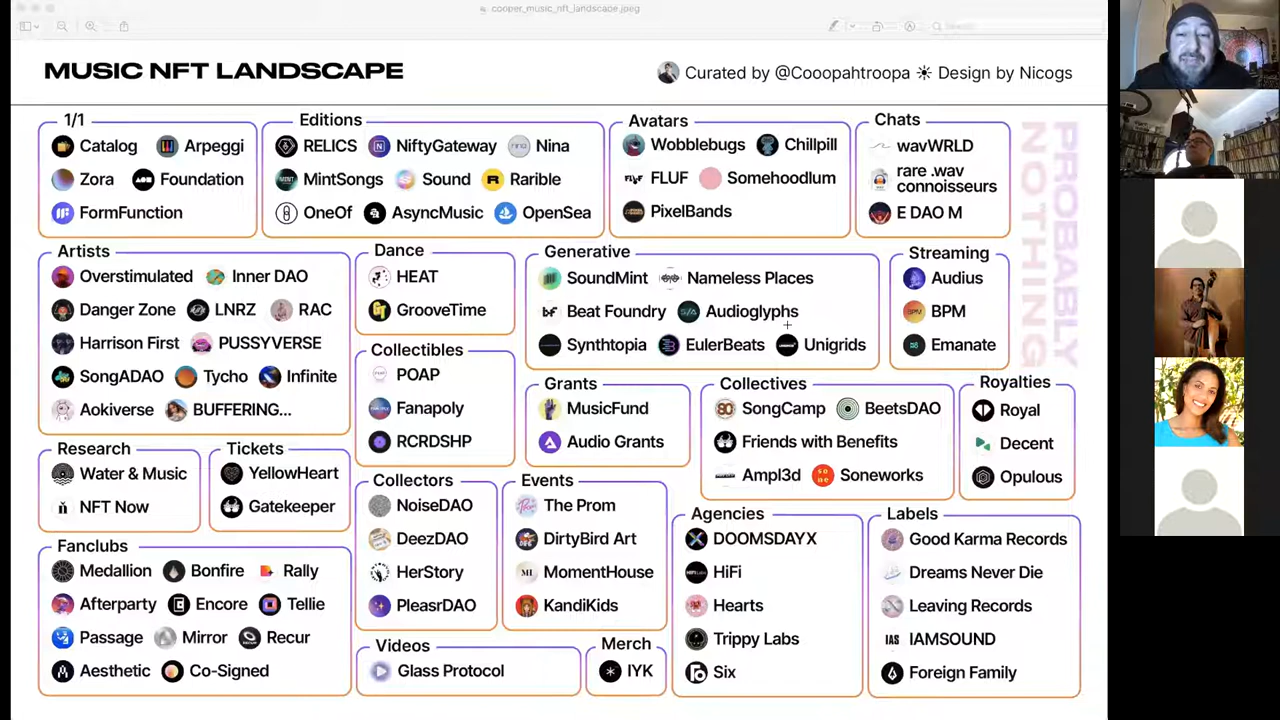 cooper_music_nft_landscape.jpeg
Search
MUSIC NFT LANDSCAPE
Curated by @Cooopahtroopa ☀ Design by Nicogs
1/1
Catalog Arpeggi
Zora Foundation
FormFunction
Editions
RELICS NiftyGateway Nina
MintSongs Sound Rarible
OneOf AsyncMusic OpenSea
Avatars
Wobblebugs Chillpill
FLUF Somehoodlum
PixelBands
Chats
wavWRLD
rare .wav
connoisseurs
E DAO M
PROBABLY
NOTHING
Artists
Overstimulated Inner DAO
Danger Zone LNRZ RAC
Harrison First PUSSYVERSE
SongADAO Tycho Infinite
Aokiverse BUFFERING...
Dance
HEAT
GrooveTime
Generative
SoundMint Nameless Places
Beat Foundry Audioglyphs
Synthtopia EulerBeats Unigrids
Streaming
Audius
BPM
Emanate
Collectibles
POAP
Fanapoly
RCRDSHP
Grants
MusicFund
Audio Grants
Collectives
SongCamp BeetsDAO
Friends with Benefits
Ampl3d Soneworks
Royalties
Royal
Decent
Opulous
Research
Water & Music
NFT Now
Tickets
YellowHeart
Gatekeeper
Collectors
NoiseDAO
DeezDAO
HerStory
PleasrDAO
Events
The Prom
DirtyBird Art
MomentHouse
KandiKids
Agencies
DOOMSDAYX
HiFi
Hearts
Trippy Labs
Six
Labels
Good Karma Records
Dreams Never Die
Leaving Records
IAMSOUND
Foreign Family
Fanclubs
Medallion Bonfire Rally
Afterparty Encore Tellie
Passage Mirror Recur
Aesthetic Co-Signed
Videos
Glass Protocol
Merch
IYK